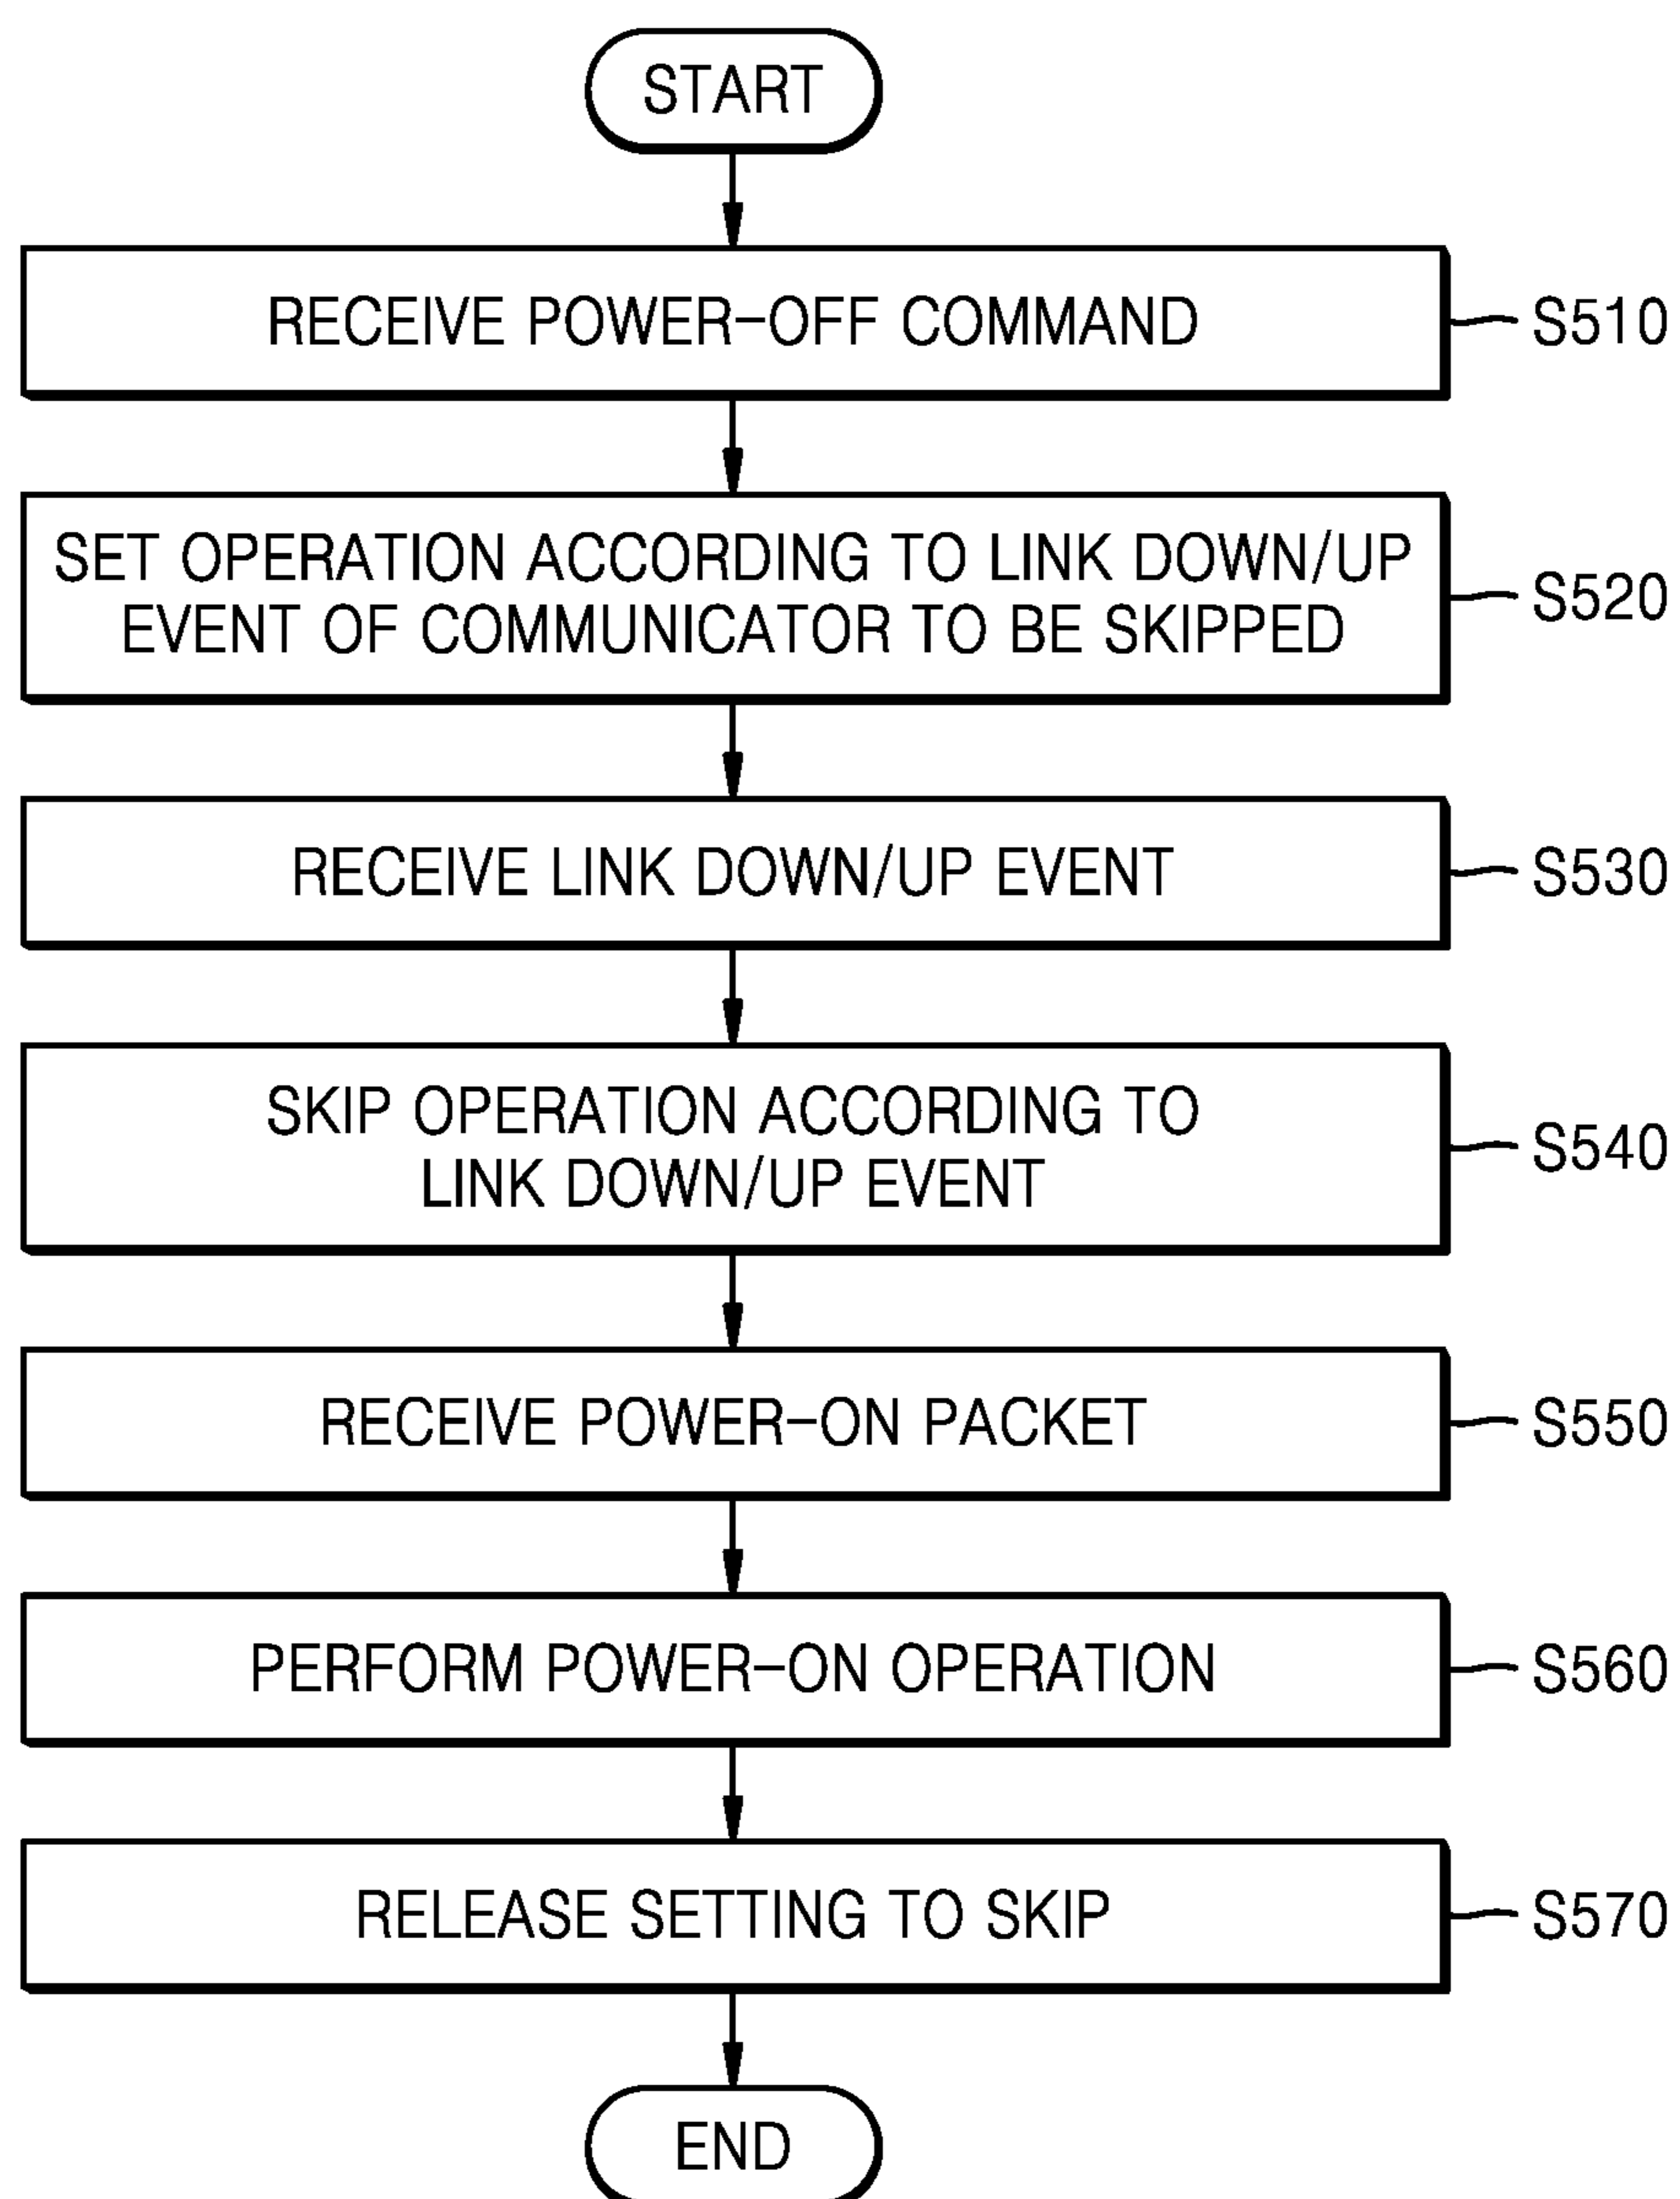 START
RECEIVE POWER-OFF COMMAND
S510
SET OPERATION ACCORDING TO LINK DOWN/UP
EVENT OF COMMUNICATOR TO BE SKIPPED
S520
RECEIVE LINK DOWN/UP EVENT
S530
SKIP OPERATION ACCORDING TO
LINK DOWN/UP EVENT
S540
RECEIVE POWER-ON PACKET
S550
PERFORM POWER-ON OPERATION
S560
RELEASE SETTING TO SKIP
S570
END